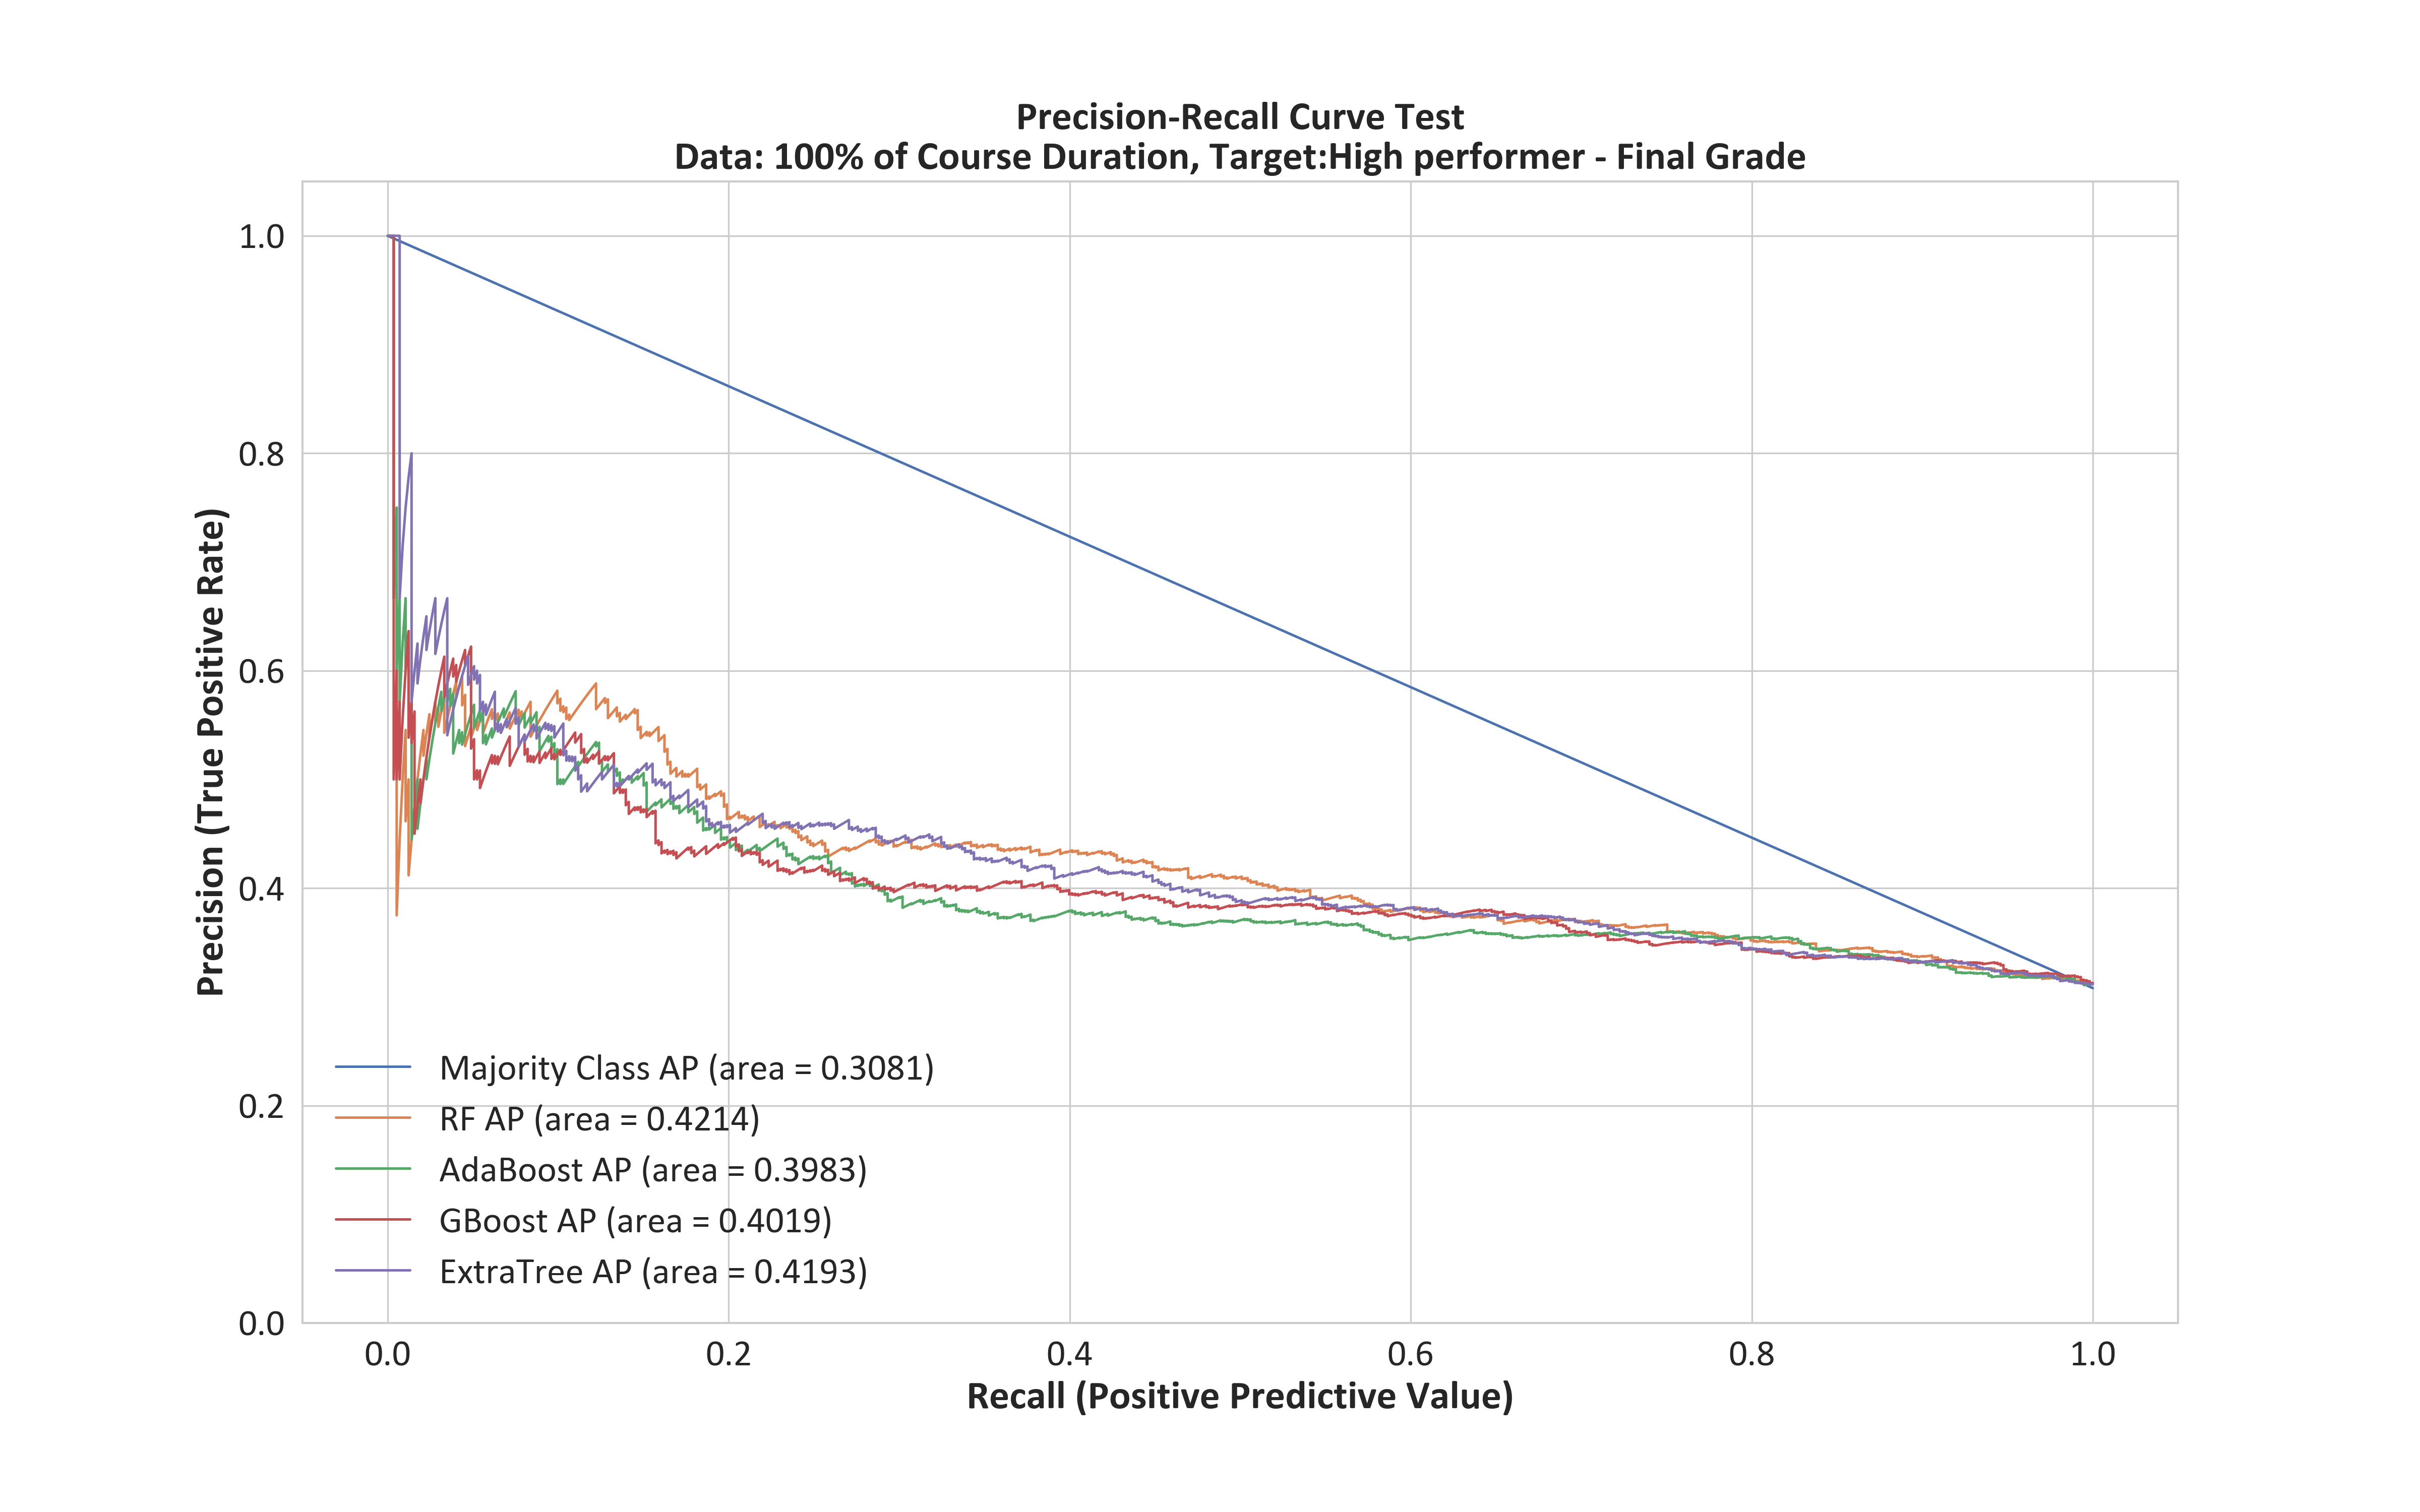 Precision-Recall Curve Test
Data: 100% of Course Duration, Target:High performer - Final Grade
Precision (True Positive Rate)
1.0
0.8
0.6
0.4
0.2
0.0
Majority Class AP (area = 0.3081)
RF AP (area = 0.4214)
AdaBoost AP (area = 0.3983)
GBoost AP (area = 0.4019)
ExtraTree AP (area = 0.4193)
0.0 0.2 0.4 0.6 0.8 1.0
Recall (Positive Predictive Value)